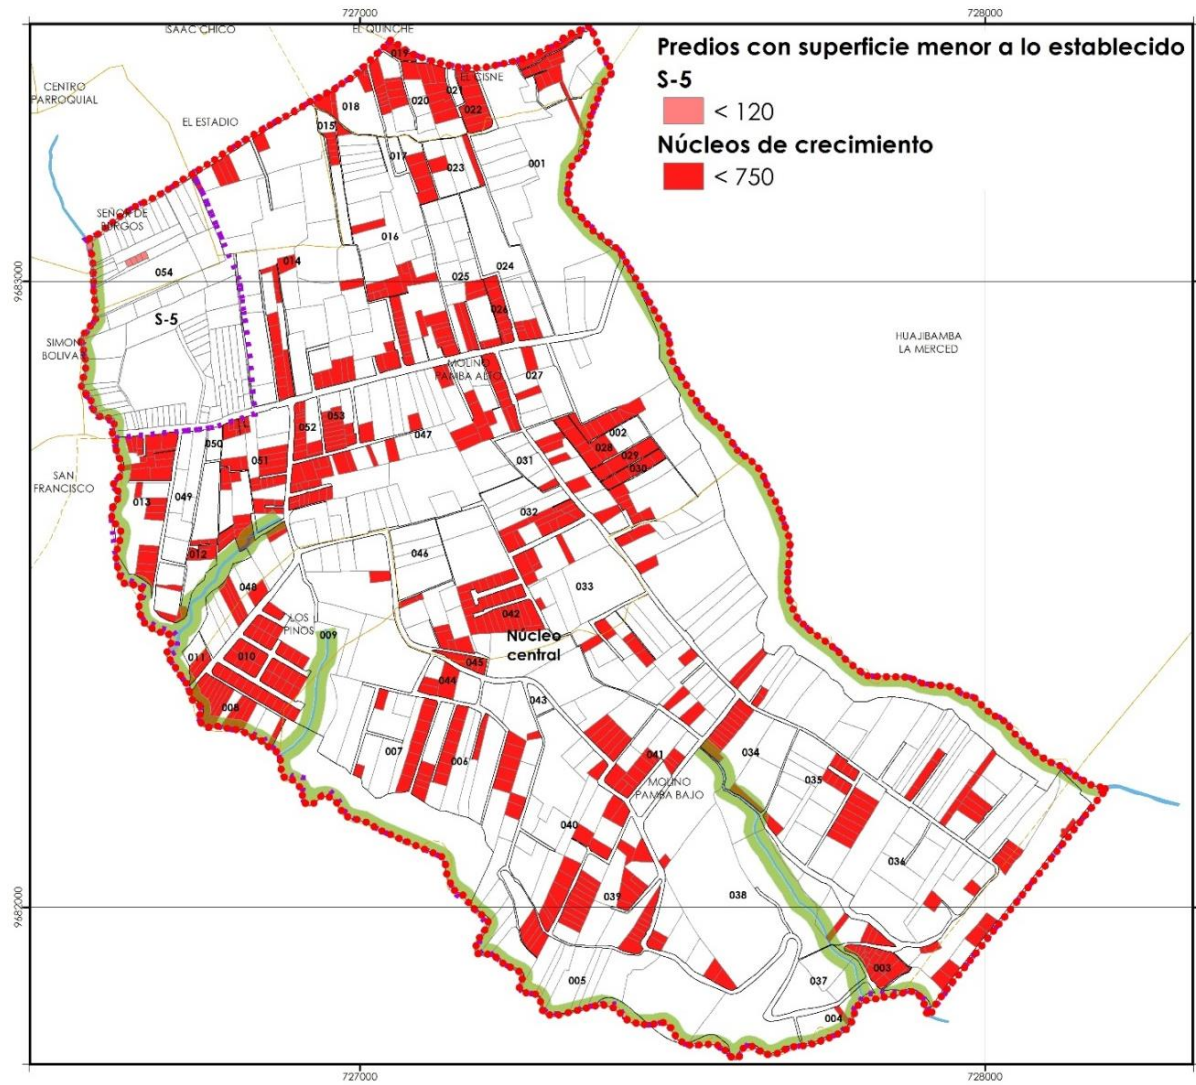 727000
728000
ISAAC CHICO
EL QUINCHE
Predios con superficie menor a lo establecido
S-5
< 120
Núcleos de crecimiento
< 750
019
EL CISNE
CENTRO
PARROQUIAL
018
020
021
022
EL ESTADIO
015
017
023
001
SEÑOR DE
BURGOS
016
054
014
025
024
9683000
S-5
026
SIMON
BOLIVA
HUAJIBAMBA
LA MERCED
MOLINO
PAMBA ALTO
027
052
053
047
002
050
028
029
051
031
030
SAN
FRANCISCO
049
013
032
012
046
033
048
042
LOS
PINOS
009
Núcleo
central
011
010
045
044
043
008
007
006
041
034
035
MOLINO
PAMBA BAJO
040
036
039
038
9682000
003
005
037
004
727000
728000